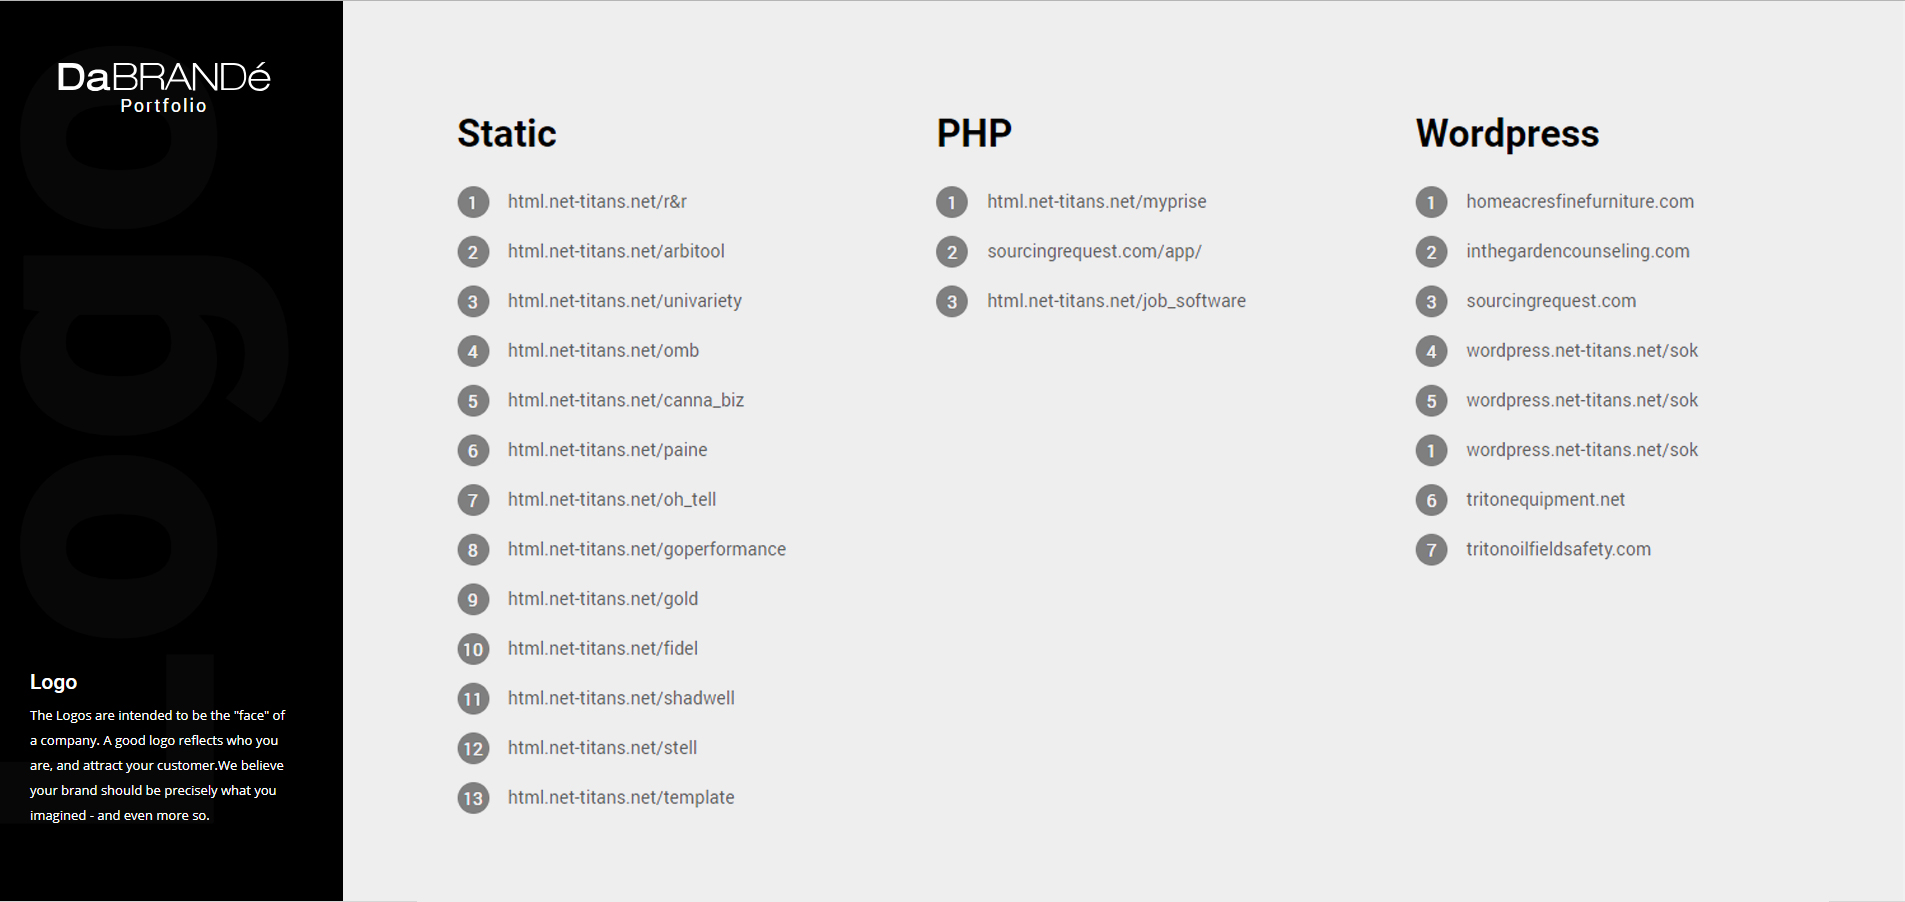 DaBRANDé
Portfolio
Logo
Logo
The Logos are intended to be the "face" of
a company. A good logo reflects who you
are, and attract your customer.We believe
your brand should be precisely what you
imagined - and even more so.
Static
1 html.net-titans.net/r&r
2 html.net-titans.net/arbitool
3 html.net-titans.net/univariety
4 html.net-titans.net/omb
5 html.net-titans.net/canna_biz
6 html.net-titans.net/paine
7 html.net-titans.net/oh_tell
8 html.net-titans.net/goperformance
9 html.net-titans.net/gold
10 html.net-titans.net/fidel
11 html.net-titans.net/shadwell
12 html.net-titans.net/stell
13 html.net-titans.net/template
PHP
1 html.net-titans.net/myprise
2 sourcingrequest.com/app/
3 html.net-titans.net/job_software
Wordpress
1 homeacresfinefurniture.com
2 inthegardencounseling.com
3 sourcingrequest.com
4 wordpress.net-titans.net/sok
5 wordpress.net-titans.net/sok
1 wordpress.net-titans.net/sok
6 tritonequipment.net
7 tritonoilfieldsafety.com